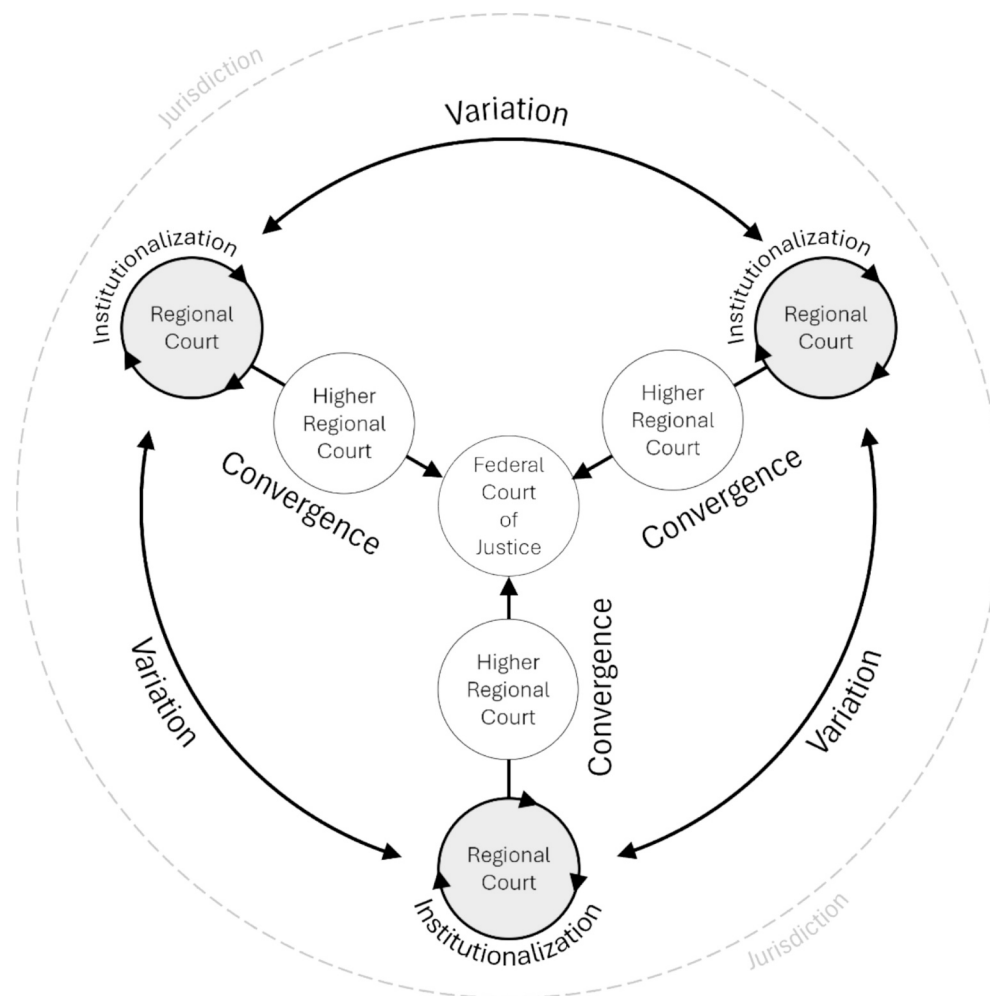 Jurisdiction
Variation
Institutionalization
Institutionalization
Regional
Court
Regional
Court
Higher
Regional
Court
Higher
Regional
Court
Federal
Court
of
Justice
Convergence
Convergence
Convergence
Higher
Regional
Court
Variation
Variation
Regional
Court
Institutionalization
Jurisdiction